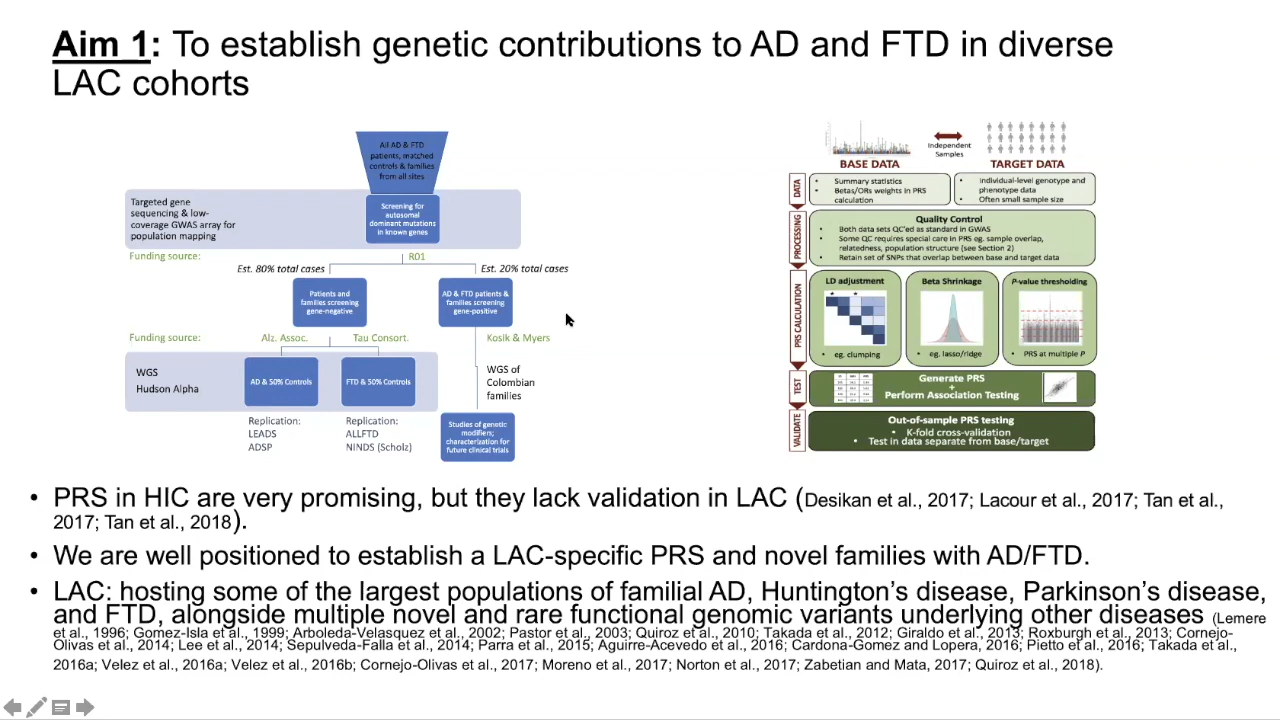 Aim 1: To establish genetic contributions to AD and FTD in diverse
LAC cohorts
All AD & FTD
patients, matched
controls & families
from all sites
Targeted gene
sequencing & low-
coverage GWAS array for
population mapping
Screening for
autosomal
dominant mutations
in known genes
Funding source:
R01
Est. 80% total cases
Est. 20% total cases
Patients and
families screening
gene-negative
AD & FTD patients &
families screening
gene-positive
Funding source:
Alz. Assoc.
Tau Consort.
Kosik & Myers
WGS
Hudson Alpha
AD & 50% Controls
FTD & 50% Controls
WGS of
Colombian
families
Replication:
LEADS
ADSP
Replication:
ALLFTD
NINDS (Scholz)
Studies of genetic
modifiers;
characterization for
future clinical trials
Independent
Samples
BASE DATA
TARGET DATA
DATA
• Summary statistics
• Betas/ORs weights in PRS
calculation
• Individual-level genotype and
phenotype data
• Often small sample size
PROCESSING
Quality Control
• Both data sets QC'ed as standard in GWAS
• Some QC requires special care in PRS eg. sample overlap,
relatedness, population structure (see Section 2)
• Retain set of SNPs that overlap between base and target data
PRS CALCULATION
LD adjustment
• eg. clumping
Beta Shrinkage
• eg. lasso/ridge
P-value thresholding
• PRS at multiple P
TEST
Generate PRS
+
Perform Association Testing
VALIDATE
Out-of-sample PRS testing
• K-fold cross-validation
• Test in data separate from base/target
• PRS in HIC are very promising, but they lack validation in LAC (Desikan et al., 2017; Lacour et al., 2017; Tan et al.,
2017; Tan et al., 2018).
• We are well positioned to establish a LAC-specific PRS and novel families with AD/FTD.
• LAC: hosting some of the largest populations of familial AD, Huntington's disease, Parkinson's disease,
and FTD, alongside multiple novel and rare functional genomic variants underlying other diseases (Lemere
et al., 1996; Gomez-Isla et al., 1999; Arboleda-Velasquez et al., 2002; Pastor et al., 2003; Quiroz et al., 2010; Takada et al., 2012; Giraldo et al., 2013; Roxburgh et al., 2013; Cornejo-
Olivas et al., 2014; Lee et al., 2014; Sepulveda-Falla et al., 2014; Parra et al., 2015; Aguirre-Acevedo et al., 2016; Cardona-Gomez and Lopera, 2016; Pietto et al., 2016; Takada et al.,
2016a; Velez et al., 2016a; Velez et al., 2016b; Cornejo-Olivas et al., 2017; Moreno et al., 2017; Norton et al., 2017; Zabetian and Mata, 2017; Quiroz et al., 2018).